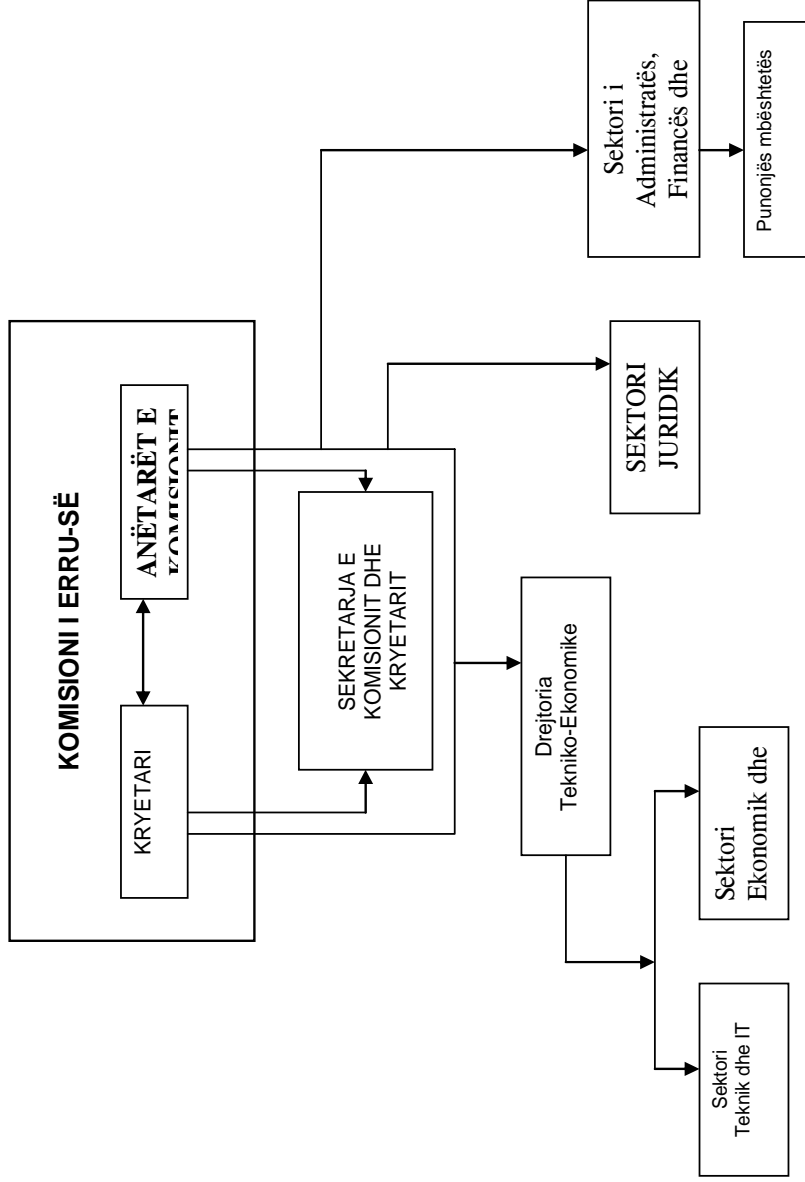 KOMISIONI I ERRU-SË
KRYETARI
ANËTARËT E
KOMISIONIT
SEKRETARJA E
KOMISIONIT DHE
KRYETARIT
Drejtoria
Tekniko-Ekonomike
SEKTORI
JURIDIK
Sektori i
Administratës,
Financës dhe
Punonjës mbështetës
Sektori
Teknik dhe IT
Sektori
Ekonomik dhe